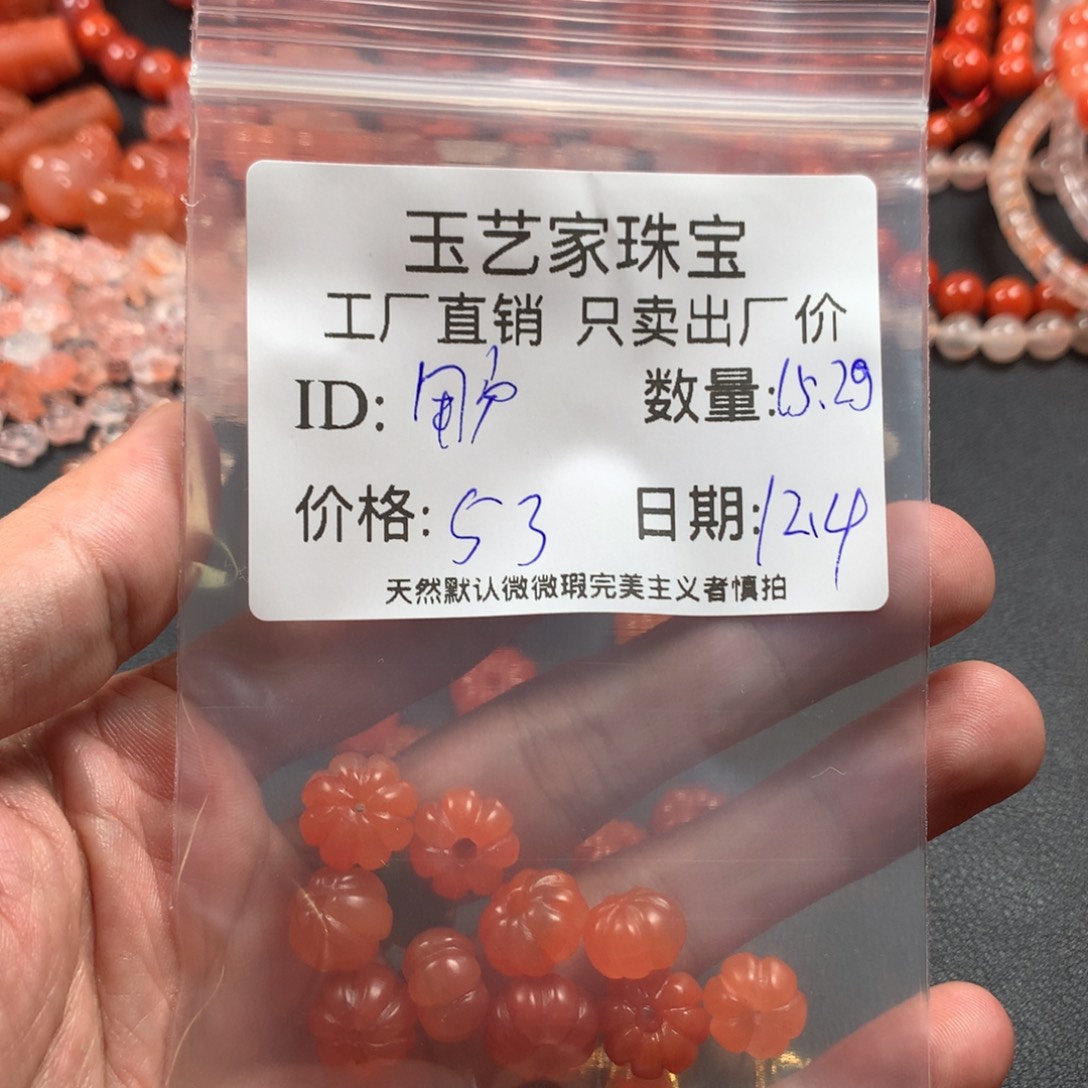 玉艺家珠宝
工厂直销 只卖出厂价
ID: 数量:15.29
价格:53 日期:12.4
天然默认微微瑕完美主义者慎拍